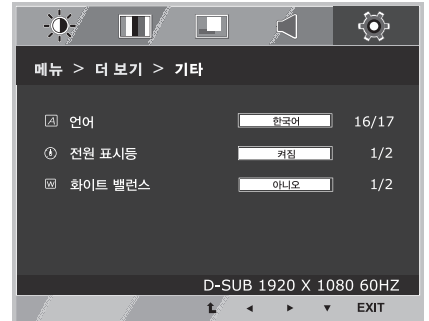 메뉴 > 더 보기 > 기타
언어 한국어 16/17
전원 표시등 켜짐 1/2
화이트 밸런스 아니오 1/2
D-SUB 1920 X 1080 60HZ
EXIT